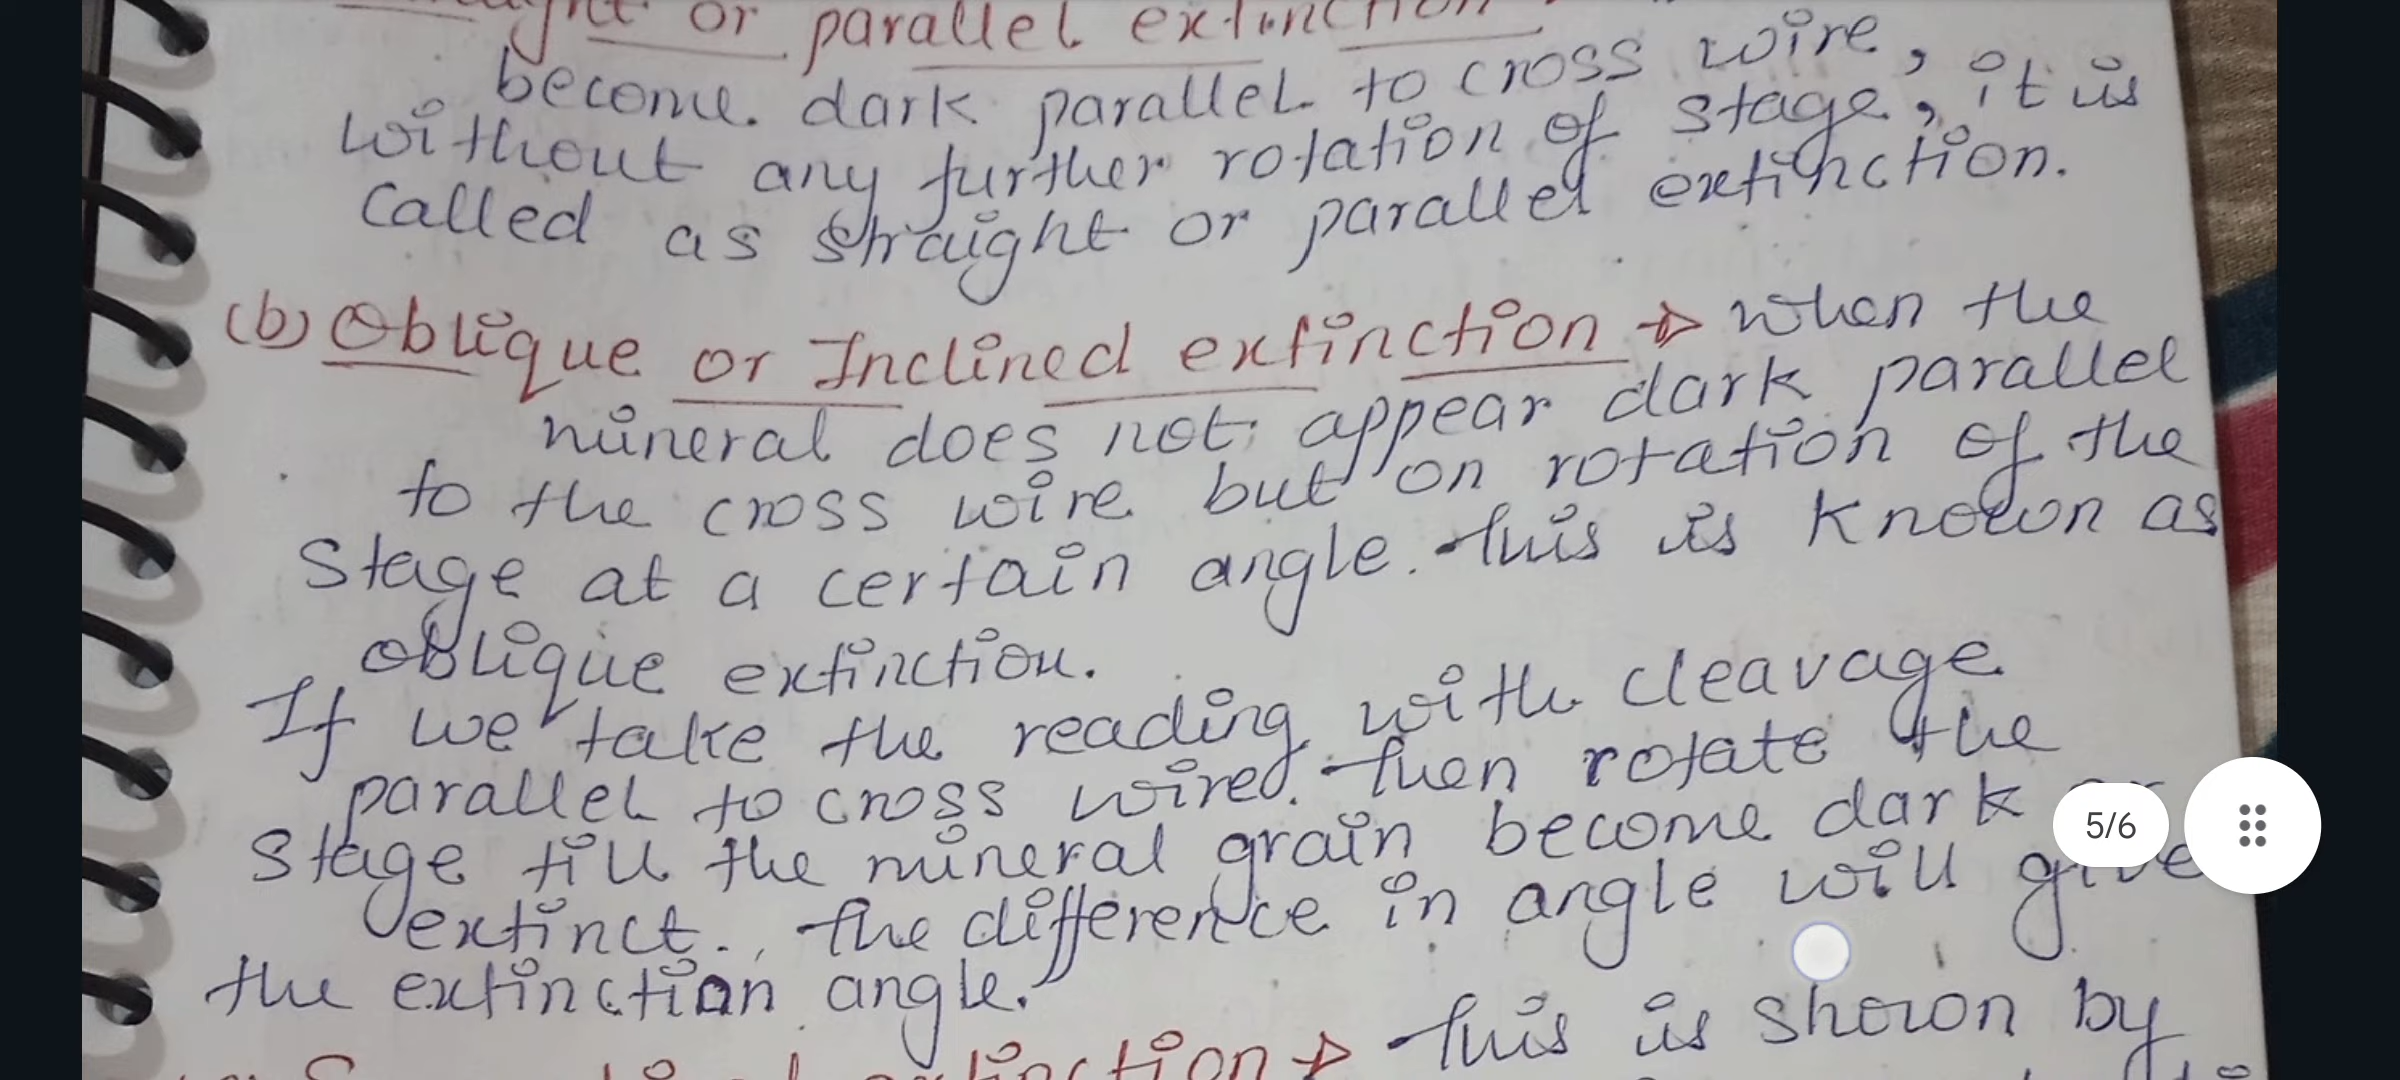 or parallel extinction
become dark parallel to cross wire,
without any further rotation of stage, it is
called as straight or parallel extinction.
(b) Oblique or Inclined extinction → when the
mineral does not appear dark parallel
to the cross wire but on rotation of the
Stage at a certain angle. This is Known as
oblique extinction.
If we take the reading with cleavage
parallel to cross wired. Then rotate the
Stage till the mineral grain become dark or
extinct., The difference in angle will give
the extinction angle.
extinction → This is shown by
5/6